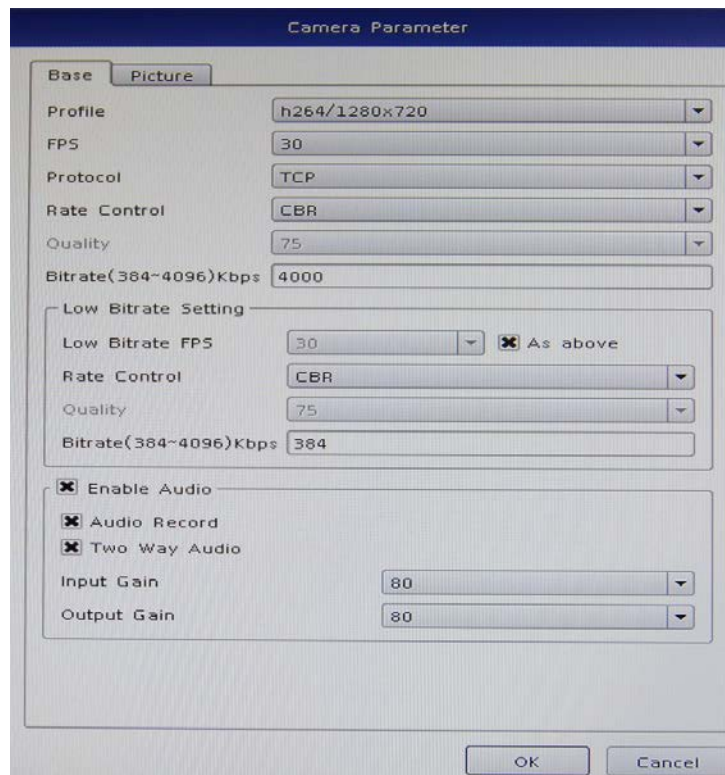 Camera Parameter
Base Picture
Profile h264/1280x720
FPS 30
Protocol TCP
Rate Control CBR
Quality 75
Bitrate(384~4096)Kbps 4000
Low Bitrate Setting
Low Bitrate FPS 30 As above
Rate Control CBR
Quality 75
Bitrate(384~4096)Kbps 384
Enable Audio
Audio Record
Two Way Audio
Input Gain 80
Output Gain 80
OK Cancel